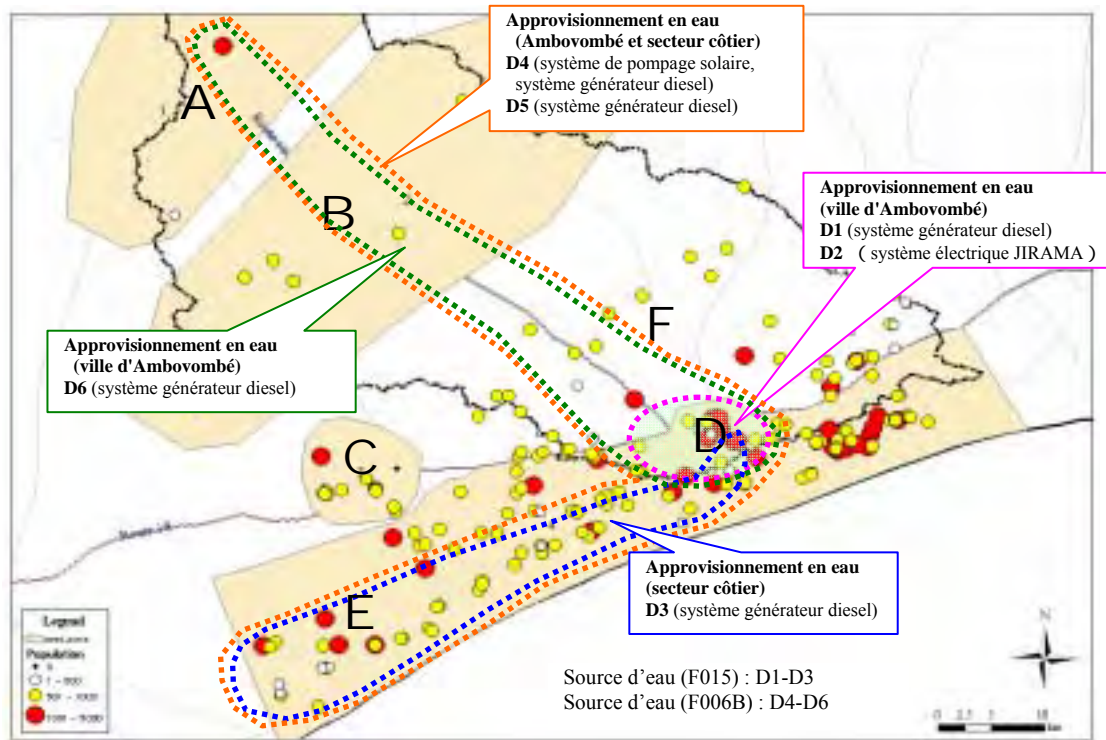 Approvisionnement en eau
(Ambovombé et secteur côtier)
D4 (système de pompage solaire,
système générateur diesel)
D5 (système générateur diesel)
A
B
Approvisionnement en eau
(ville d'Ambovombé)
D1 (système générateur diesel)
D2 ( système électrique JIRAMA )
F
Approvisionnement en eau
(ville d'Ambovombé)
D6 (système générateur diesel)
D
C
Approvisionnement en eau
(secteur côtier)
D3 (système générateur diesel)
E
Legend
Population
N
Source d'eau (F015) : D1-D3
Source d'eau (F006B) : D4-D6